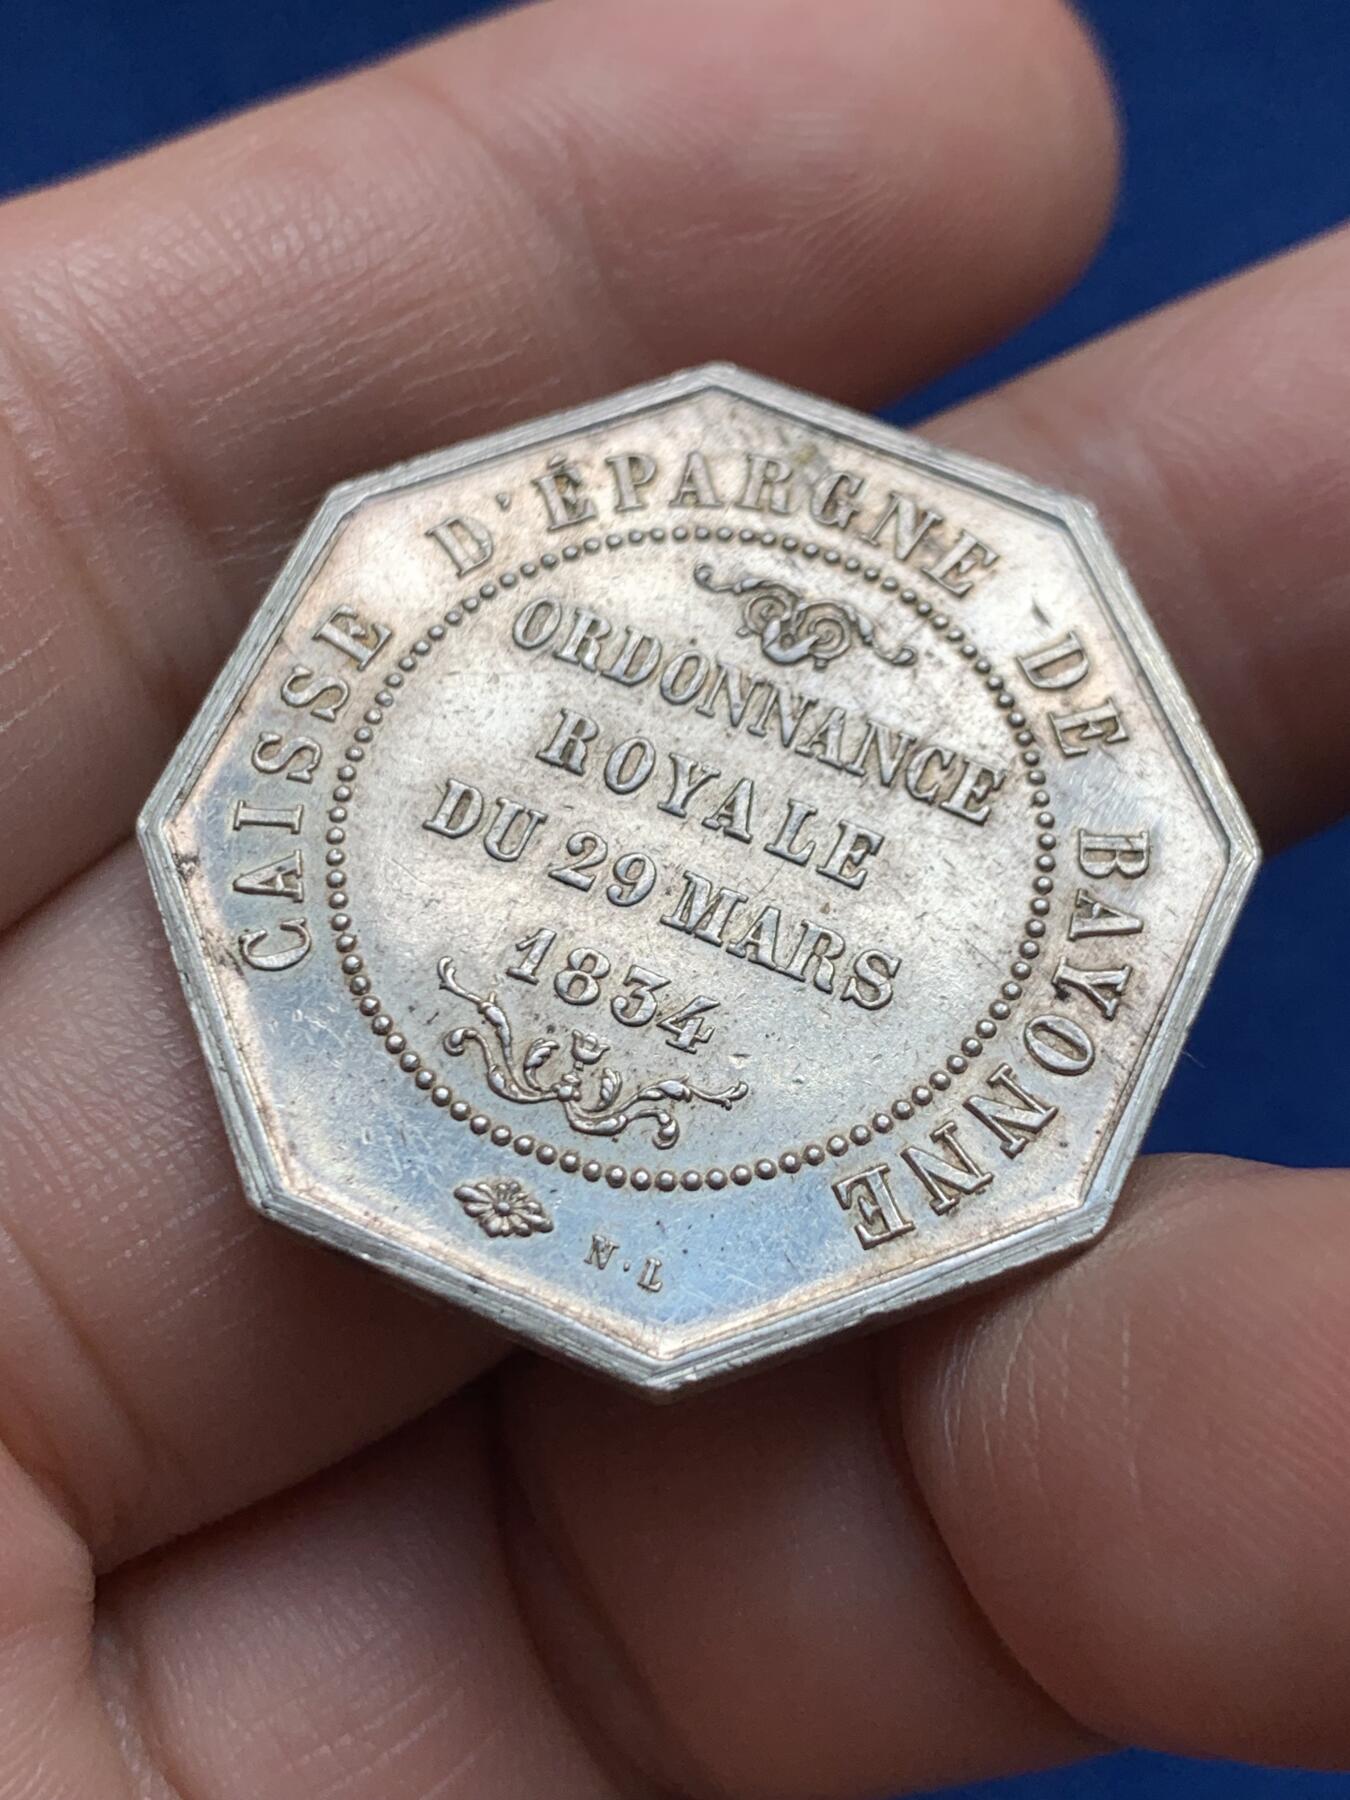 CAISSE D'ÉPARGNE DE BAYONNE
ORDONNANCE
ROYALE
DU 29 MARS
1834
N. L